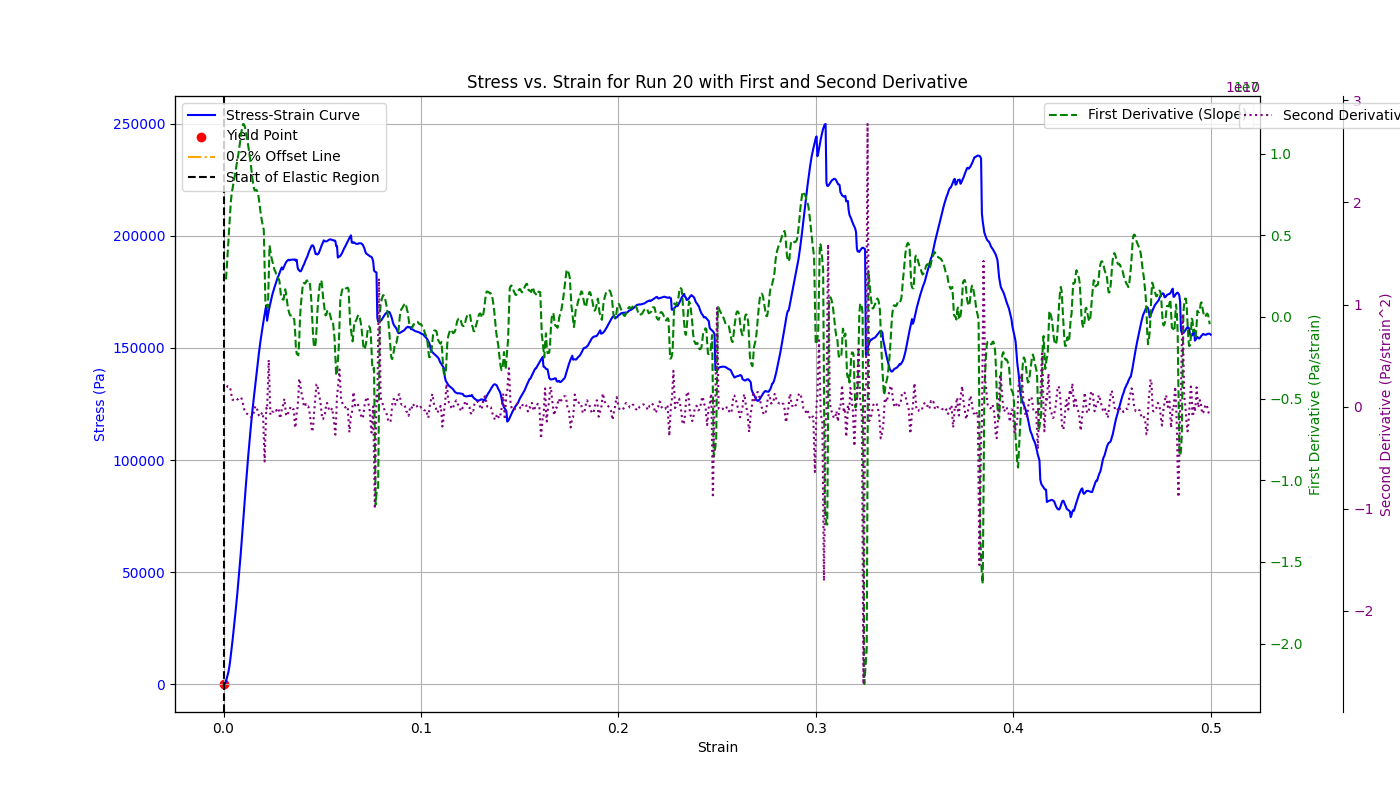 Stress vs. Strain for Run 20 with First and Second Derivative
Stress-Strain Curve
Yield Point
0.2% Offset Line
Start of Elastic Region
First Derivative (Slope)
Second Derivative
250000
200000
150000
100000
50000
0
Stress (Pa)
0.0
0.1
0.2
0.3
0.4
0.5
Strain
1.0
0.5
0.0
−0.5
−1.0
−1.5
−2.0
First Derivative (Pa/strain)
3
2
1
0
−1
−2
Second Derivative (Pa/strain^2)